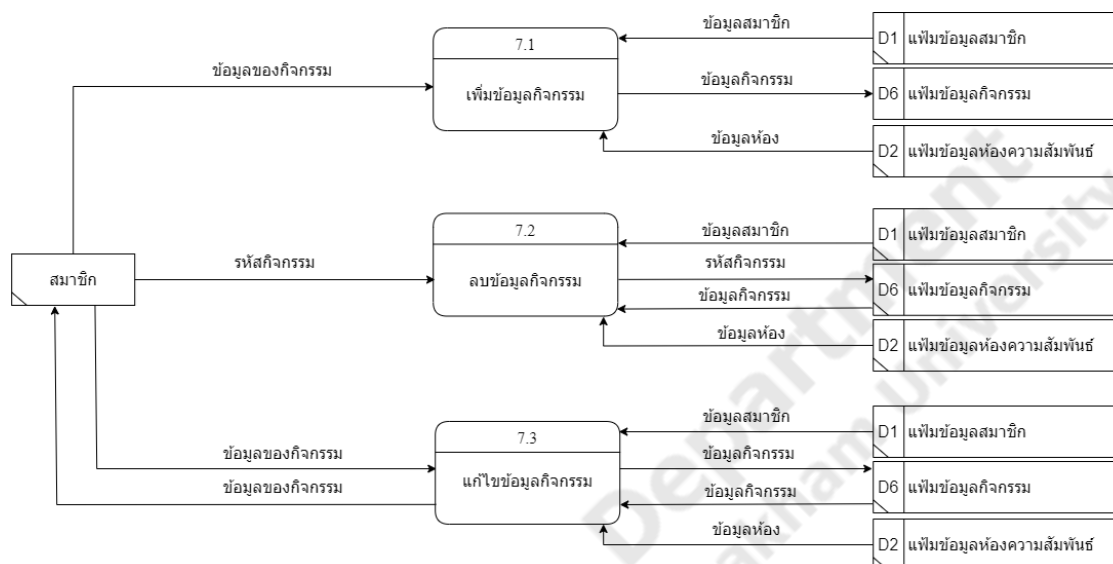 ข้อมูลสมาชิก
D1 แฟ้มข้อมูลสมาชิก
7.1
ข้อมูลของกิจกรรม
เพิ่มข้อมูลกิจกรรม
ข้อมูลกิจกรรม
D6 แฟ้มข้อมูลกิจกรรม
ข้อมูลห้อง
D2 แฟ้มข้อมูลห้องความสัมพันธ์
สมาชิก
7.2
ข้อมูลสมาชิก
D1 แฟ้มข้อมูลสมาชิก
รหัสกิจกรรม
ลบข้อมูลกิจกรรม
รหัสกิจกรรม
D6 แฟ้มข้อมูลกิจกรรม
ข้อมูลกิจกรรม
ข้อมูลห้อง
D2 แฟ้มข้อมูลห้องความสัมพันธ์
7.3
ข้อมูลสมาชิก
D1 แฟ้มข้อมูลสมาชิก
ข้อมูลของกิจกรรม
แก้ไขข้อมูลกิจกรรม
ข้อมูลกิจกรรม
D6 แฟ้มข้อมูลกิจกรรม
ข้อมูลของกิจกรรม
ข้อมูลกิจกรรม
ข้อมูลห้อง
D2 แฟ้มข้อมูลห้องความสัมพันธ์
Department
University